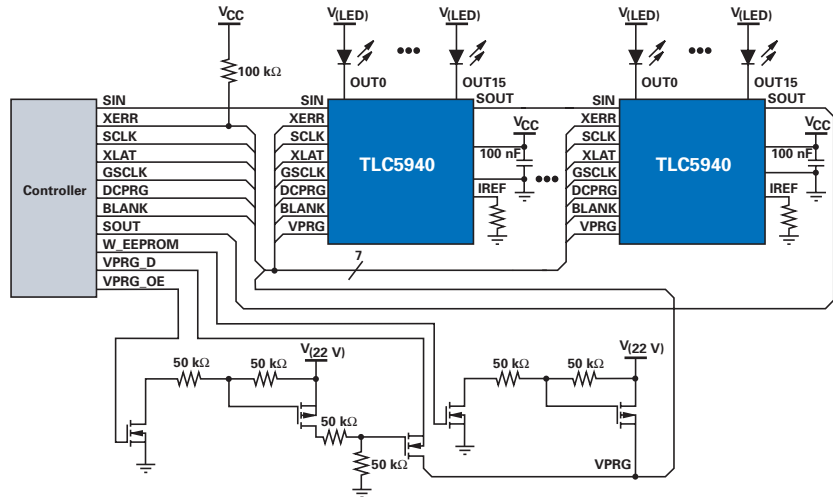 VCC
V(LED)
V(LED)
V(LED)
V(LED)
100 kΩ
OUT0
OUT15
OUT0
OUT15
SIN
SIN
SOUT
SIN
SOUT
XERR
XERR
VCC
XERR
VCC
SCLK
SCLK
SCLK
XLAT
XLAT
TLC5940
100 nF
XLAT
TLC5940
100 nF
Controller
GSCLK
GSCLK
GSCLK
DCPRG
DCPRG
IREF
DCPRG
IREF
BLANK
BLANK
BLANK
SOUT
VPRG
VPRG
W_EEPROM
VPRG_D
7
VPRG_OE
V(22 V)
V(22 V)
50 kΩ
50 kΩ
50 kΩ
50 kΩ
50 kΩ
50 kΩ
VPRG